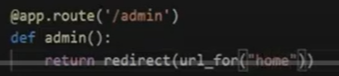 @app.route('/admin')
def admin():
    return redirect(url_for("home"))